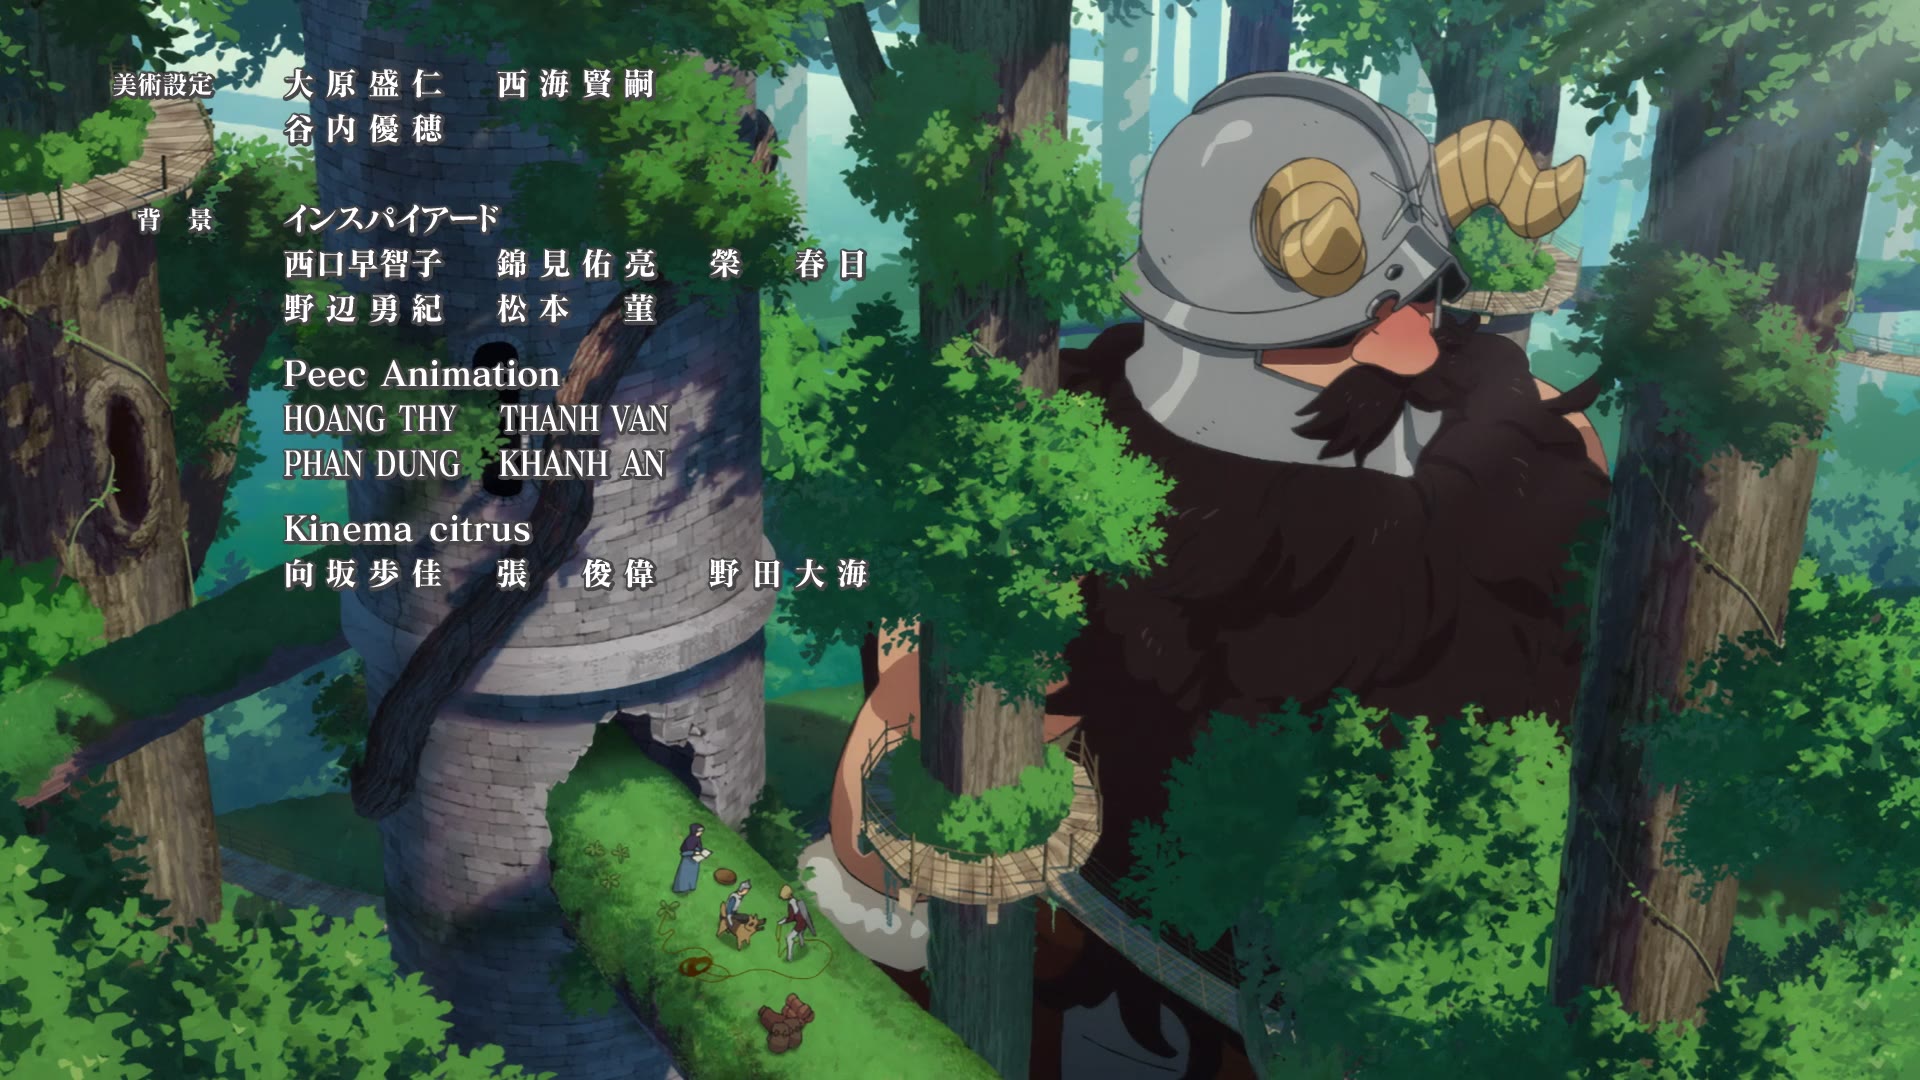 美術設定 大原盛仁 西海賢嗣
谷内優穂
背景 インスパイアード
西口早智子 錦見佑亮 榮春日
野辺勇紀 松本菫
Peec Animation
HOANG THY THANH VAN
PHAN DUNG KHANH AN
Kinema citrus
向坂歩佳 張俊偉 野田大海